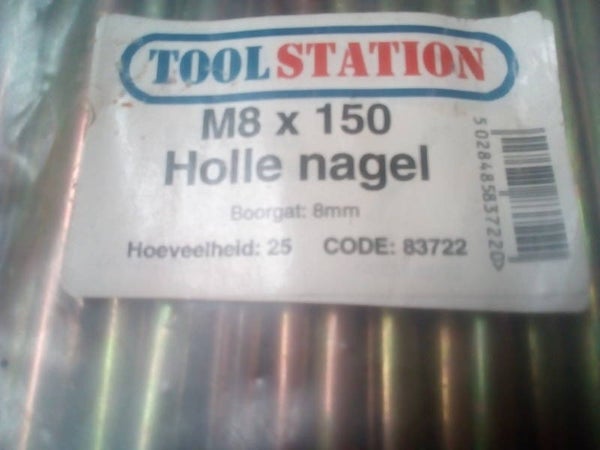 TOOLSTATION
M8 x 150
Holle nagel
Boorgat: 8mm
Hoeveelheid: 25 CODE: 83722
5028485837220